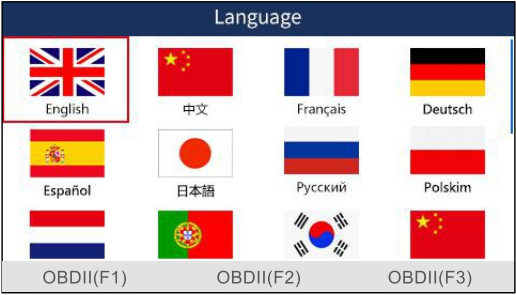 Language
English 中文 Français Deutsch
Español 日本語 Русский Polskim
OBDII(F1) OBDII(F2) OBDII(F3)